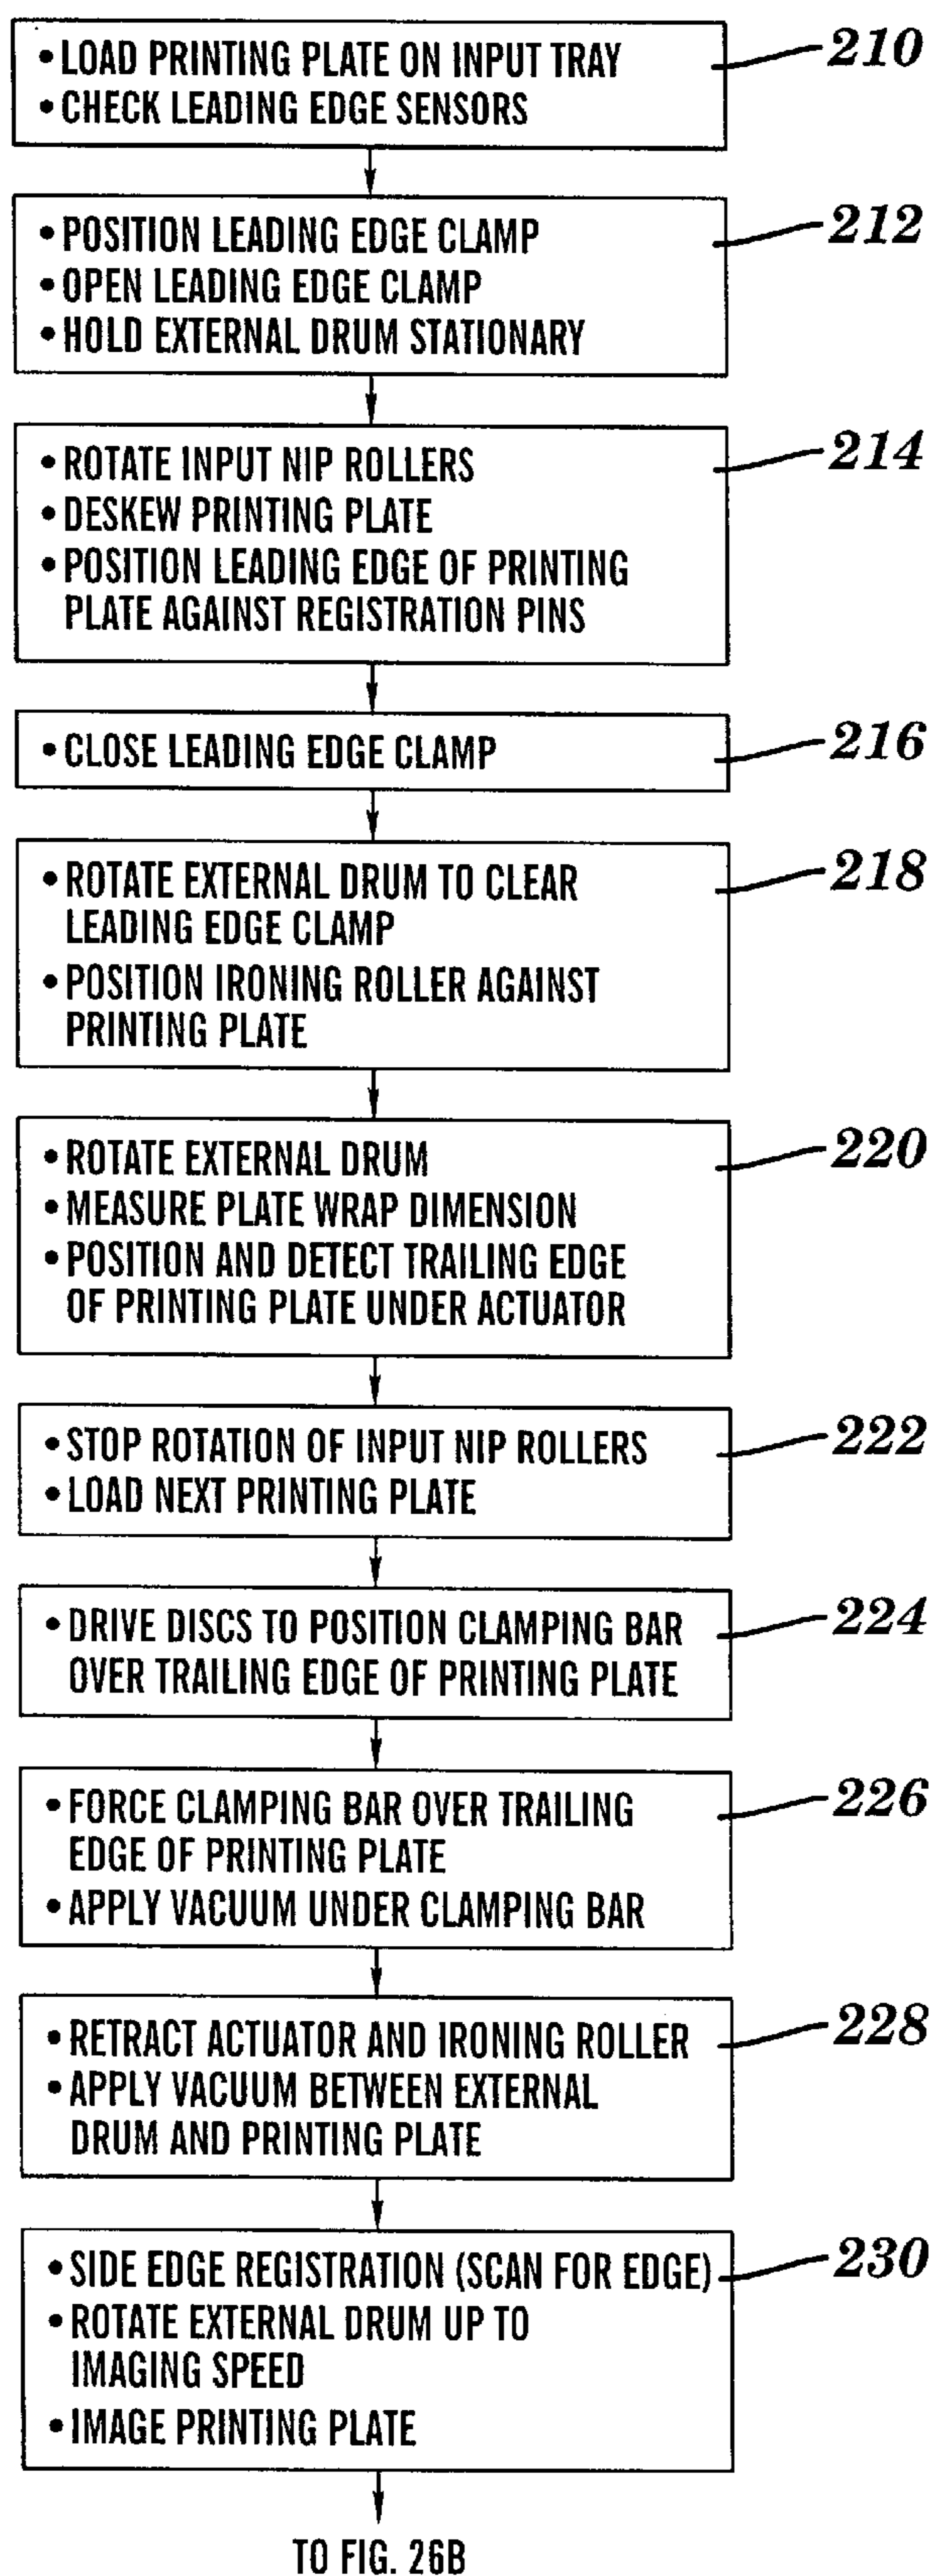 • LOAD PRINTING PLATE ON INPUT TRAY
• CHECK LEADING EDGE SENSORS
210
• POSITION LEADING EDGE CLAMP
• OPEN LEADING EDGE CLAMP
• HOLD EXTERNAL DRUM STATIONARY
212
• ROTATE INPUT NIP ROLLERS
• DESKEW PRINTING PLATE
• POSITION LEADING EDGE OF PRINTING
PLATE AGAINST REGISTRATION PINS
214
• CLOSE LEADING EDGE CLAMP
216
• ROTATE EXTERNAL DRUM TO CLEAR
LEADING EDGE CLAMP
• POSITION IRONING ROLLER AGAINST
PRINTING PLATE
218
• ROTATE EXTERNAL DRUM
• MEASURE PLATE WRAP DIMENSION
• POSITION AND DETECT TRAILING EDGE
OF PRINTING PLATE UNDER ACTUATOR
220
• STOP ROTATION OF INPUT NIP ROLLERS
• LOAD NEXT PRINTING PLATE
222
• DRIVE DISCS TO POSITION CLAMPING BAR
OVER TRAILING EDGE OF PRINTING PLATE
224
• FORCE CLAMPING BAR OVER TRAILING
EDGE OF PRINTING PLATE
• APPLY VACUUM UNDER CLAMPING BAR
226
• RETRACT ACTUATOR AND IRONING ROLLER
• APPLY VACUUM BETWEEN EXTERNAL
DRUM AND PRINTING PLATE
228
• SIDE EDGE REGISTRATION (SCAN FOR EDGE)
• ROTATE EXTERNAL DRUM UP TO
IMAGING SPEED
• IMAGE PRINTING PLATE
230
TO FIG. 26B